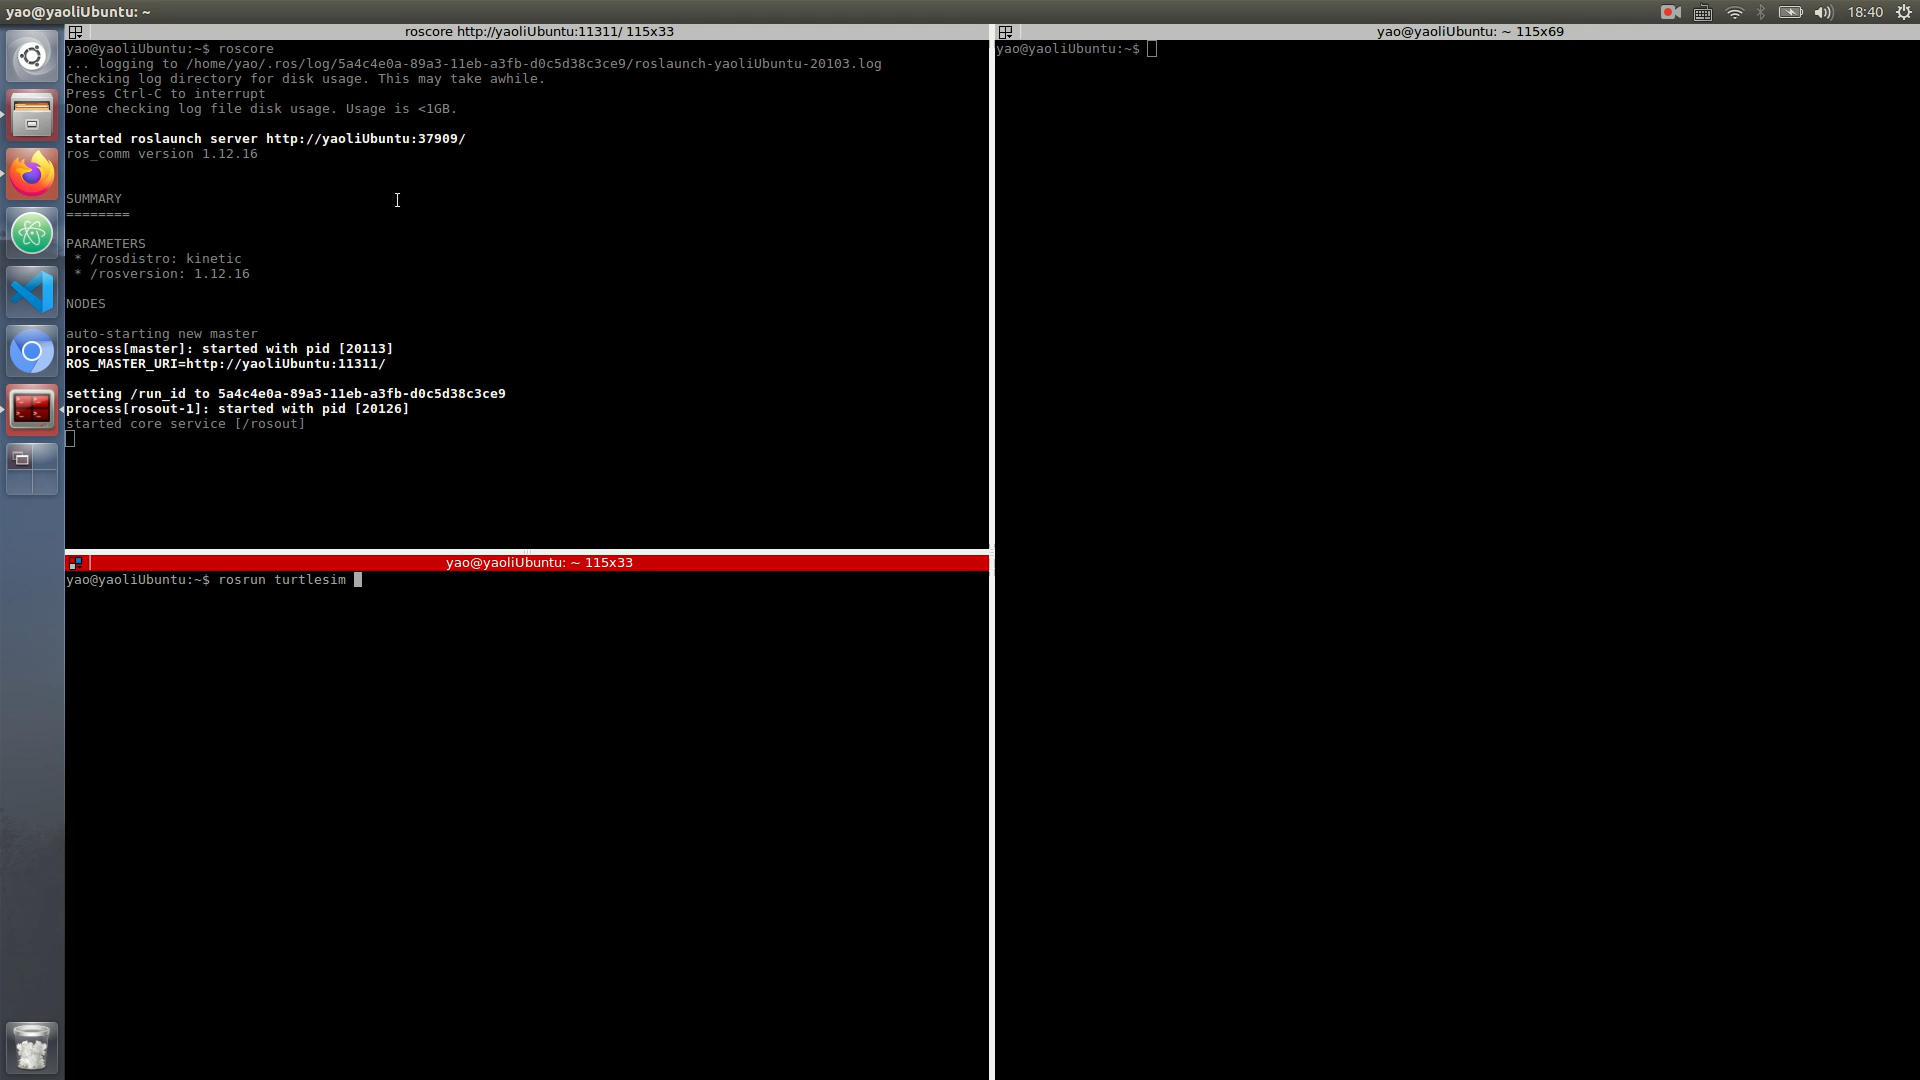 yao@yaoliUbuntu: ~
18:40
roscore http://yaoliUbuntu:11311/ 115x33
yao@yaoliUbuntu:~$ roscore
... logging to /home/yao/.ros/log/5a4c4e0a-89a3-11eb-a3fb-d0c5d38c3ce9/roslaunch-yaoliUbuntu-20103.log
Checking log directory for disk usage. This may take awhile.
Press Ctrl-C to interrupt
Done checking log file disk usage. Usage is <1GB.
started roslaunch server http://yaoliUbuntu:37909/
ros_comm version 1.12.16
SUMMARY
========
PARAMETERS
* /rosdistro: kinetic
* /rosversion: 1.12.16
NODES
auto-starting new master
process[master]: started with pid [20113]
ROS_MASTER_URI=http://yaoliUbuntu:11311/
setting /run_id to 5a4c4e0a-89a3-11eb-a3fb-d0c5d38c3ce9
process[rosout-1]: started with pid [20126]
started core service [/rosout]
yao@yaoliUbuntu: ~ 115x33
yao@yaoliUbuntu:~$ rosrun turtlesim
yao@yaoliUbuntu: ~ 115x69
yao@yaoliUbuntu:~$